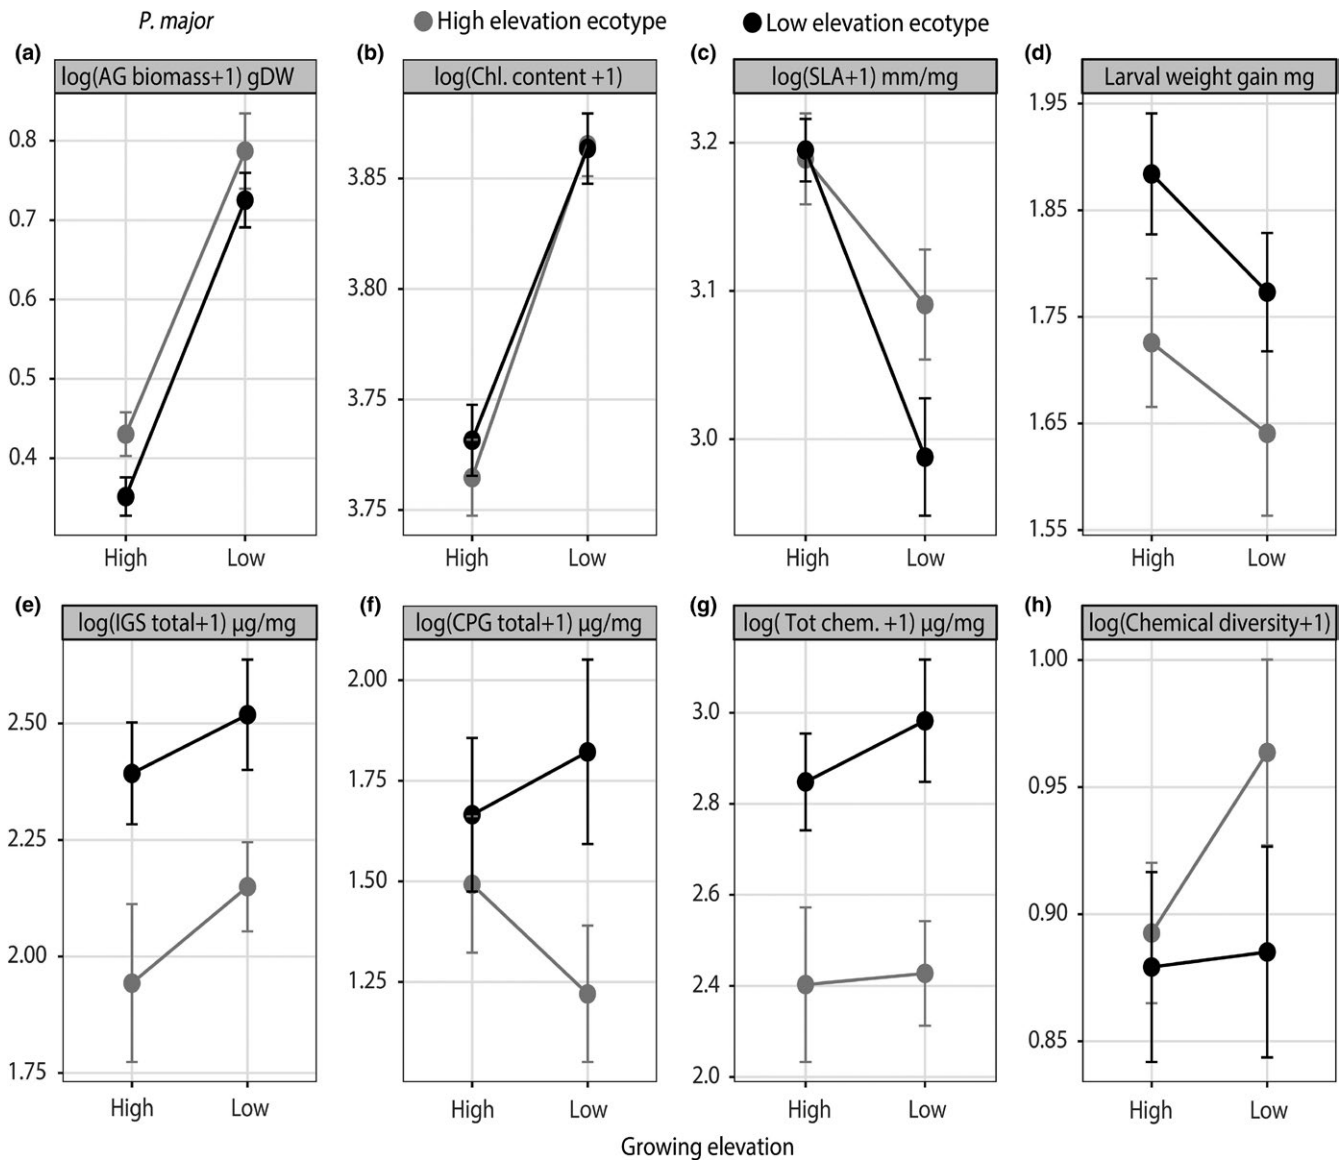 P. major High elevation ecotype Low elevation ecotype
(a) (b) (c) (d)
log(AG biomass+1) gDW log(Chl. content +1) log(SLA+1) mm/mg Larval weight gain mg
0.8
0.7
0.6
0.5
0.4
High Low
3.85
3.80
3.75
3.75
High Low
3.2
3.1
3.0
High Low
1.95
1.85
1.75
1.65
1.55
High Low
(e) (f) (g) (h)
log(IGS total+1) µg/mg log(CPG total+1) µg/mg log( Tot chem. +1) µg/mg log(Chemical diversity+1)
2.50
2.25
2.00
1.75
High Low
2.00
1.75
1.50
1.25
High Low
3.0
2.8
2.6
2.4
2.0
High Low
1.00
0.95
0.90
0.85
High Low
Growing elevation